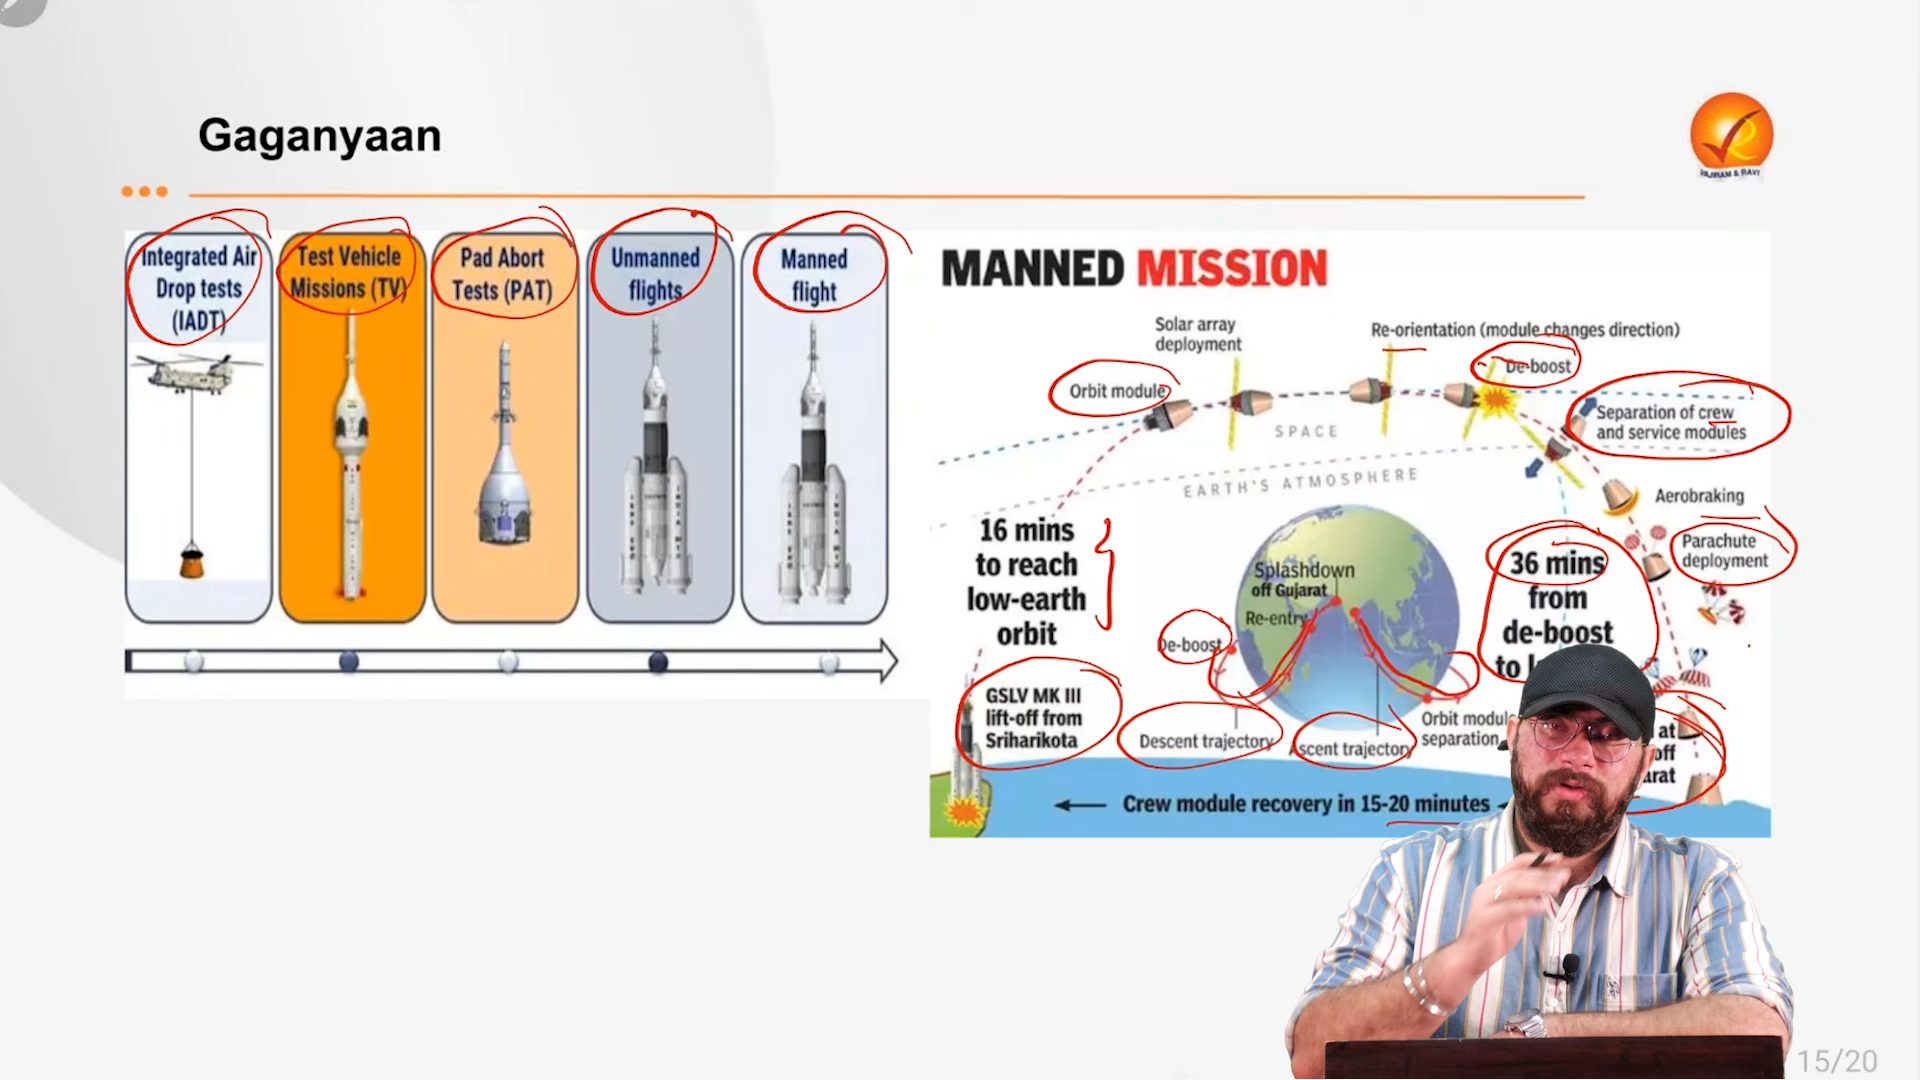 Gaganyaan
VAJIRAM & RAVI
Integrated Air
Drop tests
(IADT)
Test Vehicle
Missions (TV)
Pad Abort
Tests (PAT)
Unmanned
flights
Manned
flight
MANNED MISSION
Solar array
deployment
Re-orientation (module changes direction)
De-boost
Orbit module
Separation of crew
and service modules
SPACE
EARTH'S ATMOSPHERE
Aerobraking
Parachute
deployment
16 mins
to reach
low-earth
orbit
Splashdown
off Gujarat
Re-entry
De-boost
36 mins
from
de-boost
to
GSLV MK III
lift-off from
Sriharikota
Descent trajectory
Ascent trajectory
Orbit module
separation
at
off
Crew module recovery in 15-20 minutes
15/20